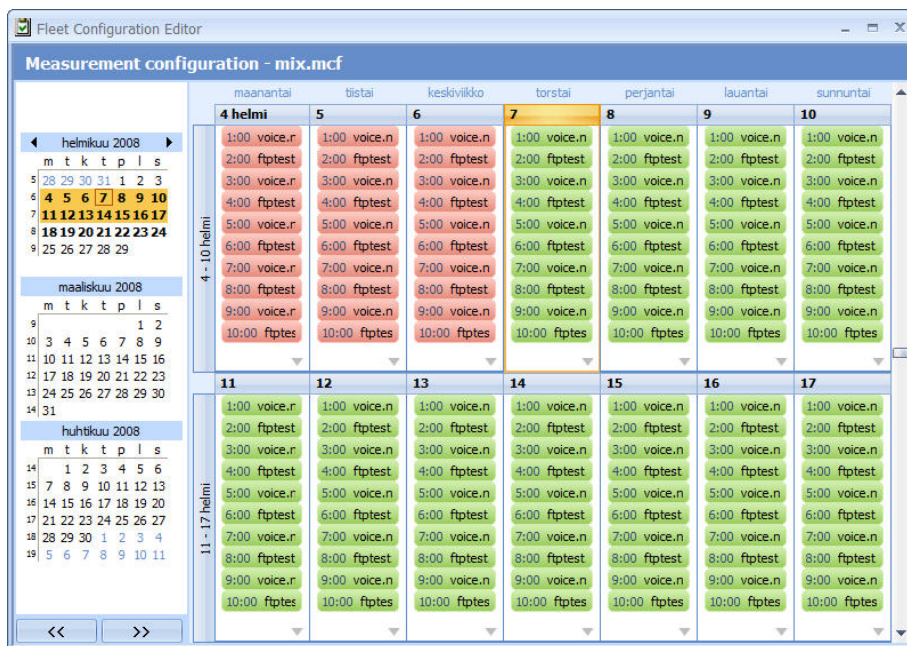 Fleet Configuration Editor
Measurement configuration - mix.mcf
helmikuu 2008
m t k t p l s
5 28 29 30 31 1 2 3
6 4 5 6 7 8 9 10
7 11 12 13 14 15 16 17
8 18 19 20 21 22 23 24
9 25 26 27 28 29
maaliskuu 2008
m t k t p l s
9 1 2
10 3 4 5 6 7 8 9
11 10 11 12 13 14 15 16
12 17 18 19 20 21 22 23
13 24 25 26 27 28 29 30
14 31
huhtikuu 2008
m t k t p l s
14 1 2 3 4 5 6
15 7 8 9 10 11 12 13
16 14 15 16 17 18 19 20
17 21 22 23 24 25 26 27
18 28 29 30 1 2 3 4
19 5 6 7 8 9 10 11
<< >>
maanantai tiistai keskiviikko torstai perjantai lauantai sunnuntai
4 helmi 5 6 7 8 9 10
4 - 10 helmi
1:00 voice.n 1:00 voice.n 1:00 voice.n 1:00 voice.n 1:00 voice.n 1:00 voice.n 1:00 voice.n
2:00 ftptest 2:00 ftptest 2:00 ftptest 2:00 ftptest 2:00 ftptest 2:00 ftptest 2:00 ftptest
3:00 voice.r 3:00 voice.n 3:00 voice.n 3:00 voice.n 3:00 voice.n 3:00 voice.n 3:00 voice.n
4:00 ftptest 4:00 ftptest 4:00 ftptest 4:00 ftptest 4:00 ftptest 4:00 ftptest 4:00 ftptest
5:00 voice.r 5:00 voice.n 5:00 voice.n 5:00 voice.n 5:00 voice.n 5:00 voice.n 5:00 voice.n
6:00 ftptest 6:00 ftptest 6:00 ftptest 6:00 ftptest 6:00 ftptest 6:00 ftptest 6:00 ftptest
7:00 voice.r 7:00 voice.n 7:00 voice.n 7:00 voice.n 7:00 voice.n 7:00 voice.n 7:00 voice.n
8:00 ftptest 8:00 ftptest 8:00 ftptest 8:00 ftptest 8:00 ftptest 8:00 ftptest 8:00 ftptest
9:00 voice.r 9:00 voice.n 9:00 voice.n 9:00 voice.n 9:00 voice.n 9:00 voice.n 9:00 voice.n
10:00 ftptes 10:00 ftptes 10:00 ftptes 10:00 ftptes 10:00 ftptes 10:00 ftptes 10:00 ftptes
11 12 13 14 15 16 17
11 - 17 helmi
1:00 voice.r 1:00 voice.n 1:00 voice.n 1:00 voice.n 1:00 voice.n 1:00 voice.n 1:00 voice.n
2:00 ftptest 2:00 ftptest 2:00 ftptest 2:00 ftptest 2:00 ftptest 2:00 ftptest 2:00 ftptest
3:00 voice.r 3:00 voice.n 3:00 voice.n 3:00 voice.n 3:00 voice.n 3:00 voice.n 3:00 voice.n
4:00 ftptest 4:00 ftptest 4:00 ftptest 4:00 ftptest 4:00 ftptest 4:00 ftptest 4:00 ftptest
5:00 voice.r 5:00 voice.n 5:00 voice.n 5:00 voice.n 5:00 voice.n 5:00 voice.n 5:00 voice.n
6:00 ftptest 6:00 ftptest 6:00 ftptest 6:00 ftptest 6:00 ftptest 6:00 ftptest 6:00 ftptest
7:00 voice.r 7:00 voice.n 7:00 voice.n 7:00 voice.n 7:00 voice.n 7:00 voice.n 7:00 voice.n
8:00 ftptest 8:00 ftptest 8:00 ftptest 8:00 ftptest 8:00 ftptest 8:00 ftptest 8:00 ftptest
9:00 voice.r 9:00 voice.n 9:00 voice.n 9:00 voice.n 9:00 voice.n 9:00 voice.n 9:00 voice.n
10:00 ftptes 10:00 ftptes 10:00 ftptes 10:00 ftptes 10:00 ftptes 10:00 ftptes 10:00 ftptes